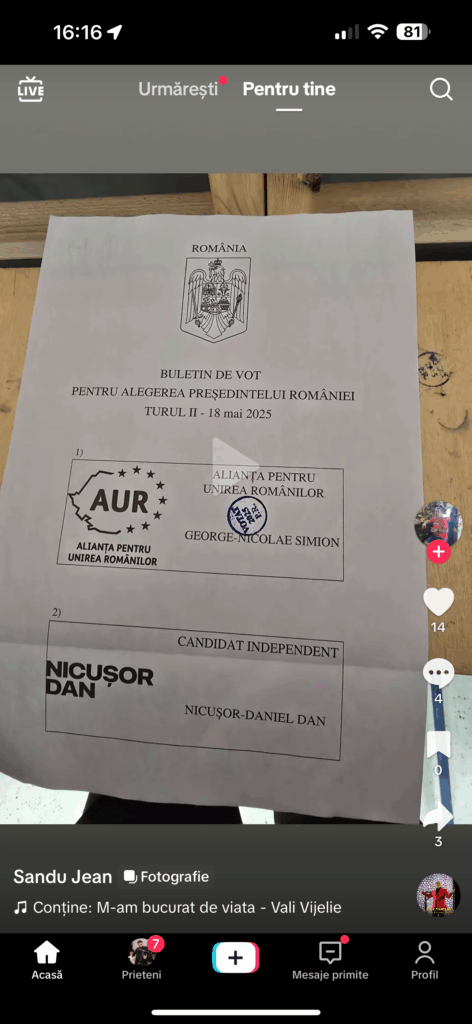 16:16
81
LIVE
Urmărești
Pentru tine
ROMÂNIA
BULETIN DE VOT
PENTRU ALEGEREA PREȘEDINTELUI ROMÂNIEI
TURUL II - 18 mai 2025
1)
AUR
ALIANȚA PENTRU
UNIREA ROMÂNILOR
ALIANȚA PENTRU
UNIREA ROMÂNILOR
VOTAT
2025
P.R.
GEORGE-NICOLAE SIMION
2)
CANDIDAT INDEPENDENT
NICUȘOR
DAN
NICUȘOR-DANIEL DAN
14
4
0
3
Sandu Jean Fotografie
Conține: M-am bucurat de viata - Vali Vijelie
7
Acasă
Prieteni
Mesaje primite
Profil